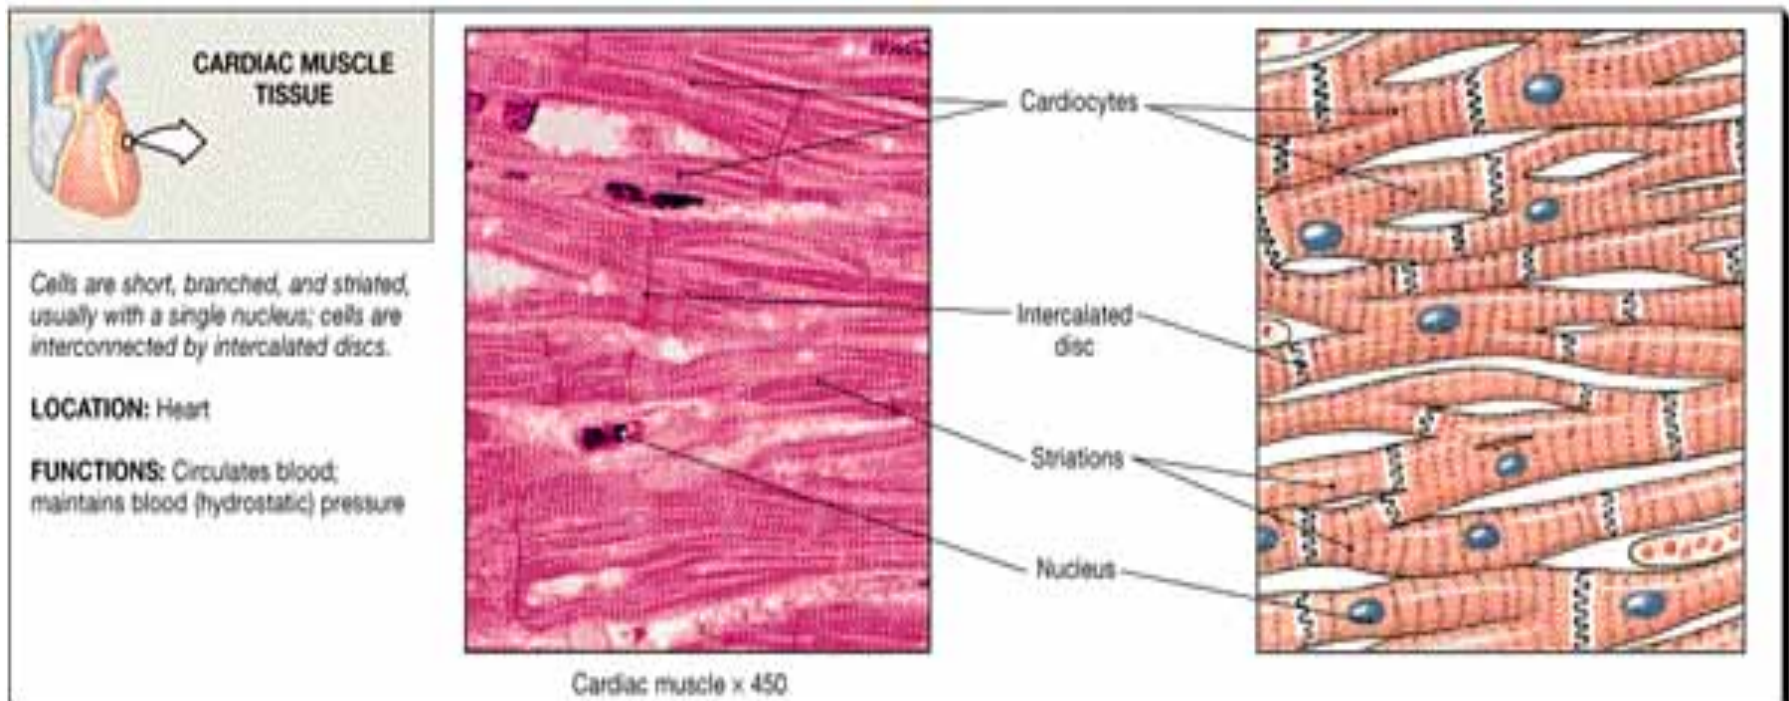 CARDIAC MUSCLE
TISSUE
Cells are short, branched, and striated,
usually with a single nucleus; cells are
interconnected by intercalated discs.
LOCATION: Heart
FUNCTIONS: Circulates blood;
maintains blood (hydrostatic) pressure
Cardiocytes
Intercalated
disc
Striations
Nucleus
Cardiac muscle × 450